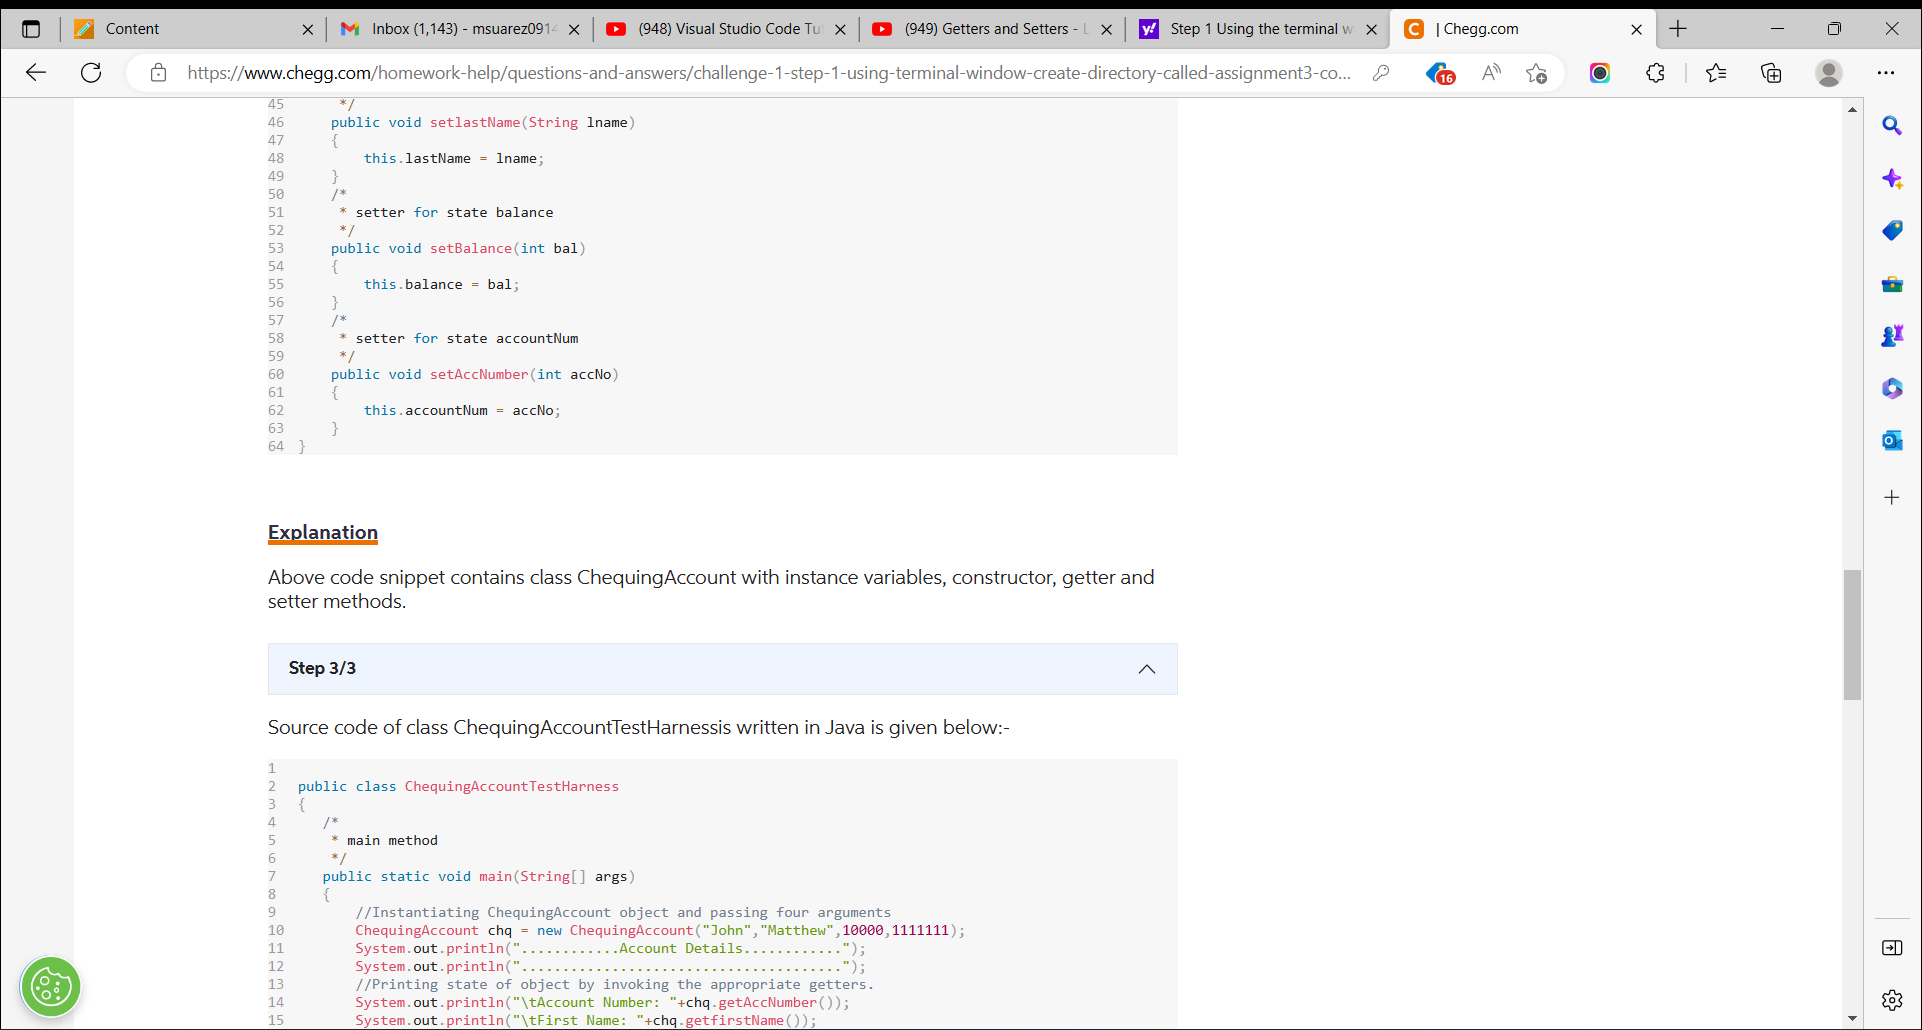 Content
Inbox (1,143) - msuarez0914
(948) Visual Studio Code Tu
(949) Getters and Setters - L
Step 1 Using the terminal w
| Chegg.com
https://www.chegg.com/homework-help/questions-and-answers/challenge-1-step-1-using-terminal-window-create-directory-called-assignment3-co...
16
45 */
46 public void setlastName(String lname)
47 {
48 this.lastName = lname;
49 }
50 /*
51 * setter for state balance
52 */
53 public void setBalance(int bal)
54 {
55 this.balance = bal;
56 }
57 /*
58 * setter for state accountNum
59 */
60 public void setAccNumber(int accNo)
61 {
62 this.accountNum = accNo;
63 }
64 }
Explanation
Above code snippet contains class ChequingAccount with instance variables, constructor, getter and
setter methods.
Step 3/3
Source code of class ChequingAccountTestHarnessis written in Java is given below:-
1
2 public class ChequingAccountTestHarness
3 {
4 /*
5 * main method
6 */
7 public static void main(String[] args)
8 {
9 //Instantiating ChequingAccount object and passing four arguments
10 ChequingAccount chq = new ChequingAccount("John","Matthew",10000,1111111);
11 System.out.println("............Account Details............");
12 System.out.println(".......................................");
13 //Printing state of object by invoking the appropriate getters.
14 System.out.println("\tAccount Number: "+chq.getAccNumber());
15 System.out.println("\tFirst Name: "+chq.getfirstName());